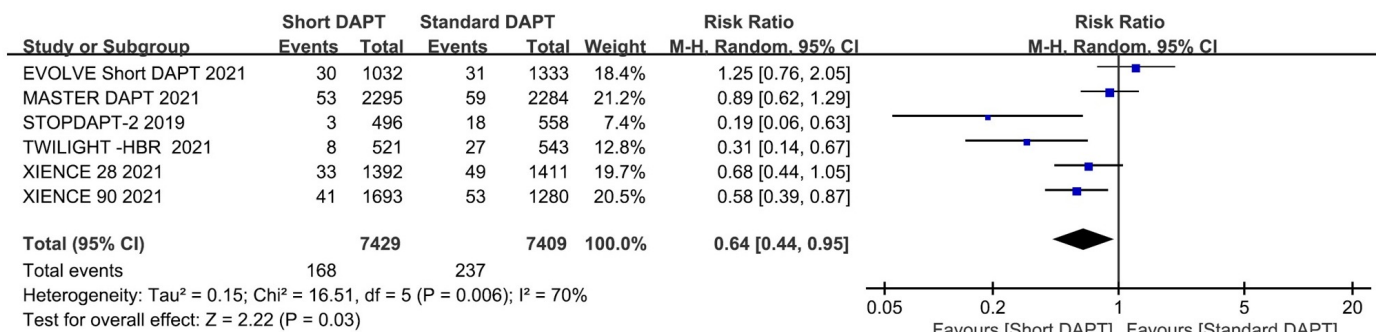 Short DAPT Standard DAPT Risk Ratio Risk Ratio
Study or Subgroup Events Total Events Total Weight M-H. Random. 95% CI M-H. Random. 95% CI
EVOLVE Short DAPT 2021 30 1032 31 1333 18.4% 1.25 [0.76, 2.05]
MASTER DAPT 2021 53 2295 59 2284 21.2% 0.89 [0.62, 1.29]
STOPDAPT-2 2019 3 496 18 558 7.4% 0.19 [0.06, 0.63]
TWILIGHT -HBR 2021 8 521 27 543 12.8% 0.31 [0.14, 0.67]
XIENCE 28 2021 33 1392 49 1411 19.7% 0.68 [0.44, 1.05]
XIENCE 90 2021 41 1693 53 1280 20.5% 0.58 [0.39, 0.87]
Total (95% CI) 7429 7409 100.0% 0.64 [0.44, 0.95]
Total events 168 237
Heterogeneity: Tau² = 0.15; Chi² = 16.51, df = 5 (P = 0.006); I² = 70%
Test for overall effect: Z = 2.22 (P = 0.03)
0.05 0.2 1 5 20
Favours [Short DAPT] Favours [Standard DAPT]